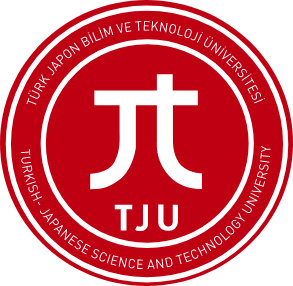 TÜRK JAPON BİLİM VE TEKNOLOJİ ÜNİVERSİTESİ
TJU
TURKISH- JAPANESE SCIENCE AND TECHNOLOGY UNIVERSITY